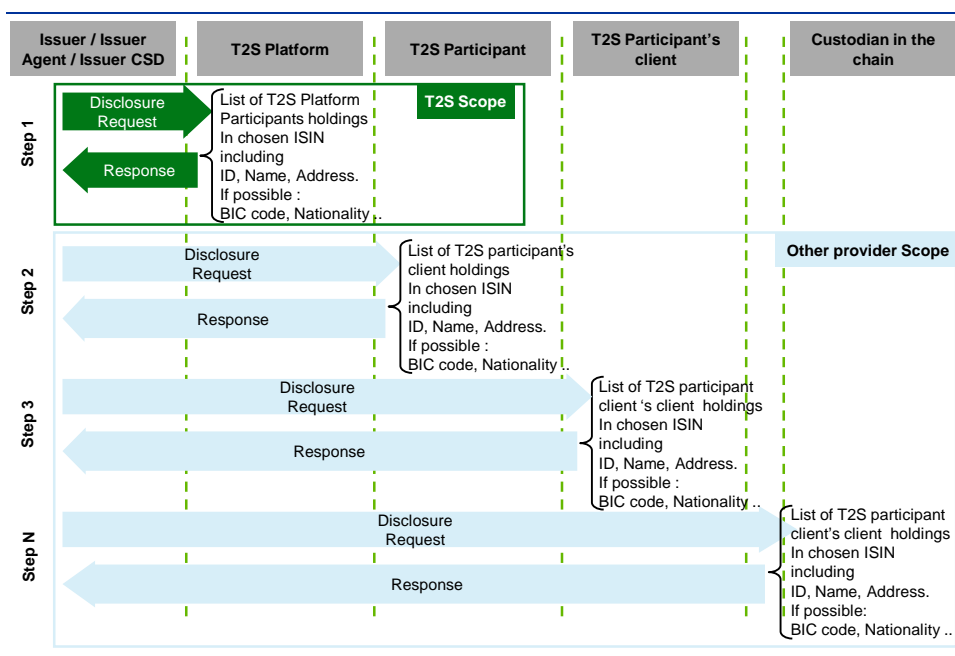 Issuer / Issuer
Agent / Issuer CSD
T2S Platform
T2S Participant
T2S Participant's
client
Custodian in the
chain
Step 1
Disclosure
Request
Response
List of T2S Platform
Participants holdings
In chosen ISIN
including
ID, Name, Address.
If possible :
BIC code, Nationality ..
T2S Scope
Other provider Scope
Step 2
Disclosure
Request
Response
List of T2S participant's
client holdings
In chosen ISIN
including
ID, Name, Address.
If possible :
BIC code, Nationality ..
Step 3
Disclosure
Request
Response
List of T2S participant
client 's client holdings
In chosen ISIN
including
ID, Name, Address.
If possible :
BIC code, Nationality ..
Step N
Disclosure
Request
Response
List of T2S participant
client's client holdings
In chosen ISIN
including
ID, Name, Address.
If possible:
BIC code, Nationality ..